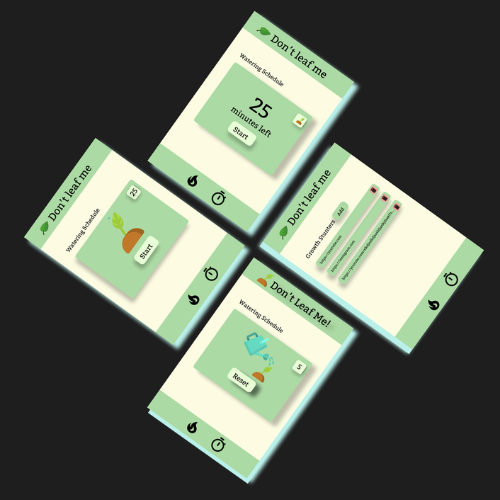 Don't leaf me
Watering Schedule
25
minutes left
Start
Don't leaf me
Watering Schedule
25
Start
Don't leaf me
Growth Stunters
Add
Don't Leaf Me!
Watering Schedule
5
Reset